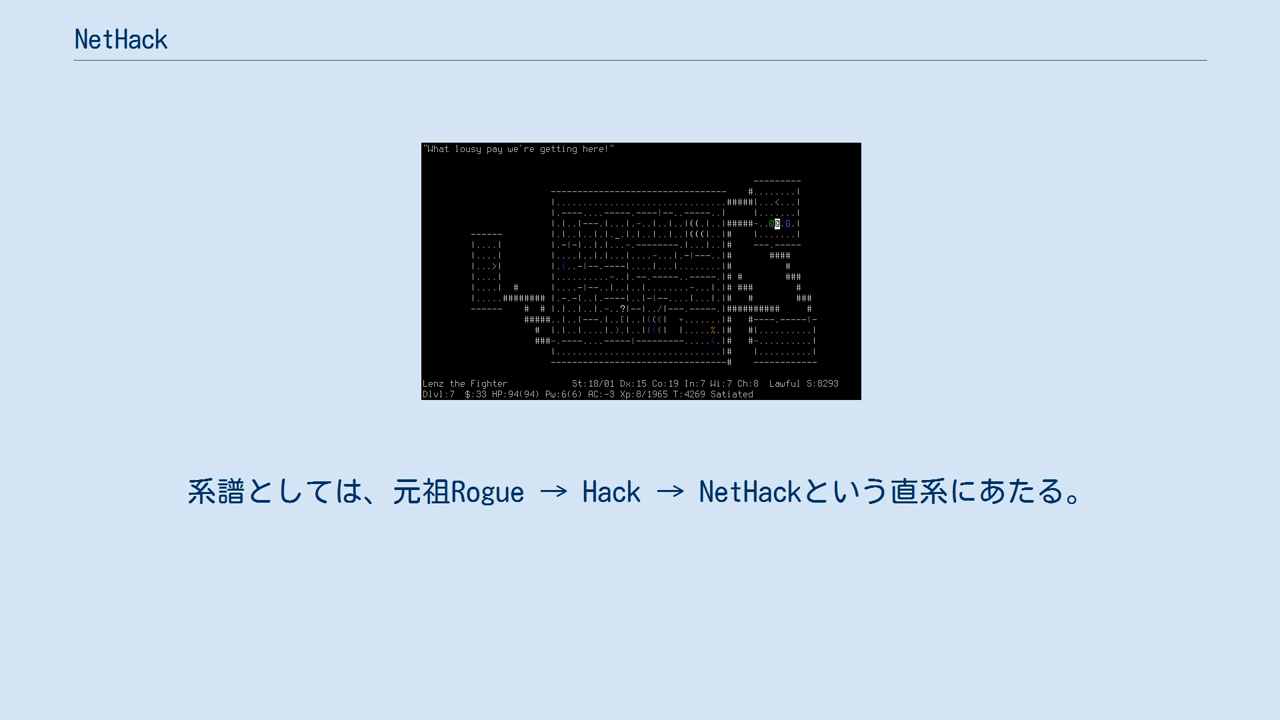 NetHack
"What lousy pay we're getting here!"
Lenz the Fighter St:18/01 Dx:15 Co:19 In:7 Wi:7 Ch:8 Lawful S:8293
Dlvl:7 $:33 HP:94(94) Pw:6(6) AC:-3 Xp:8/1965 T:4269 Satiated
系譜としては、元祖Rogue → Hack → NetHackという直系にあたる。